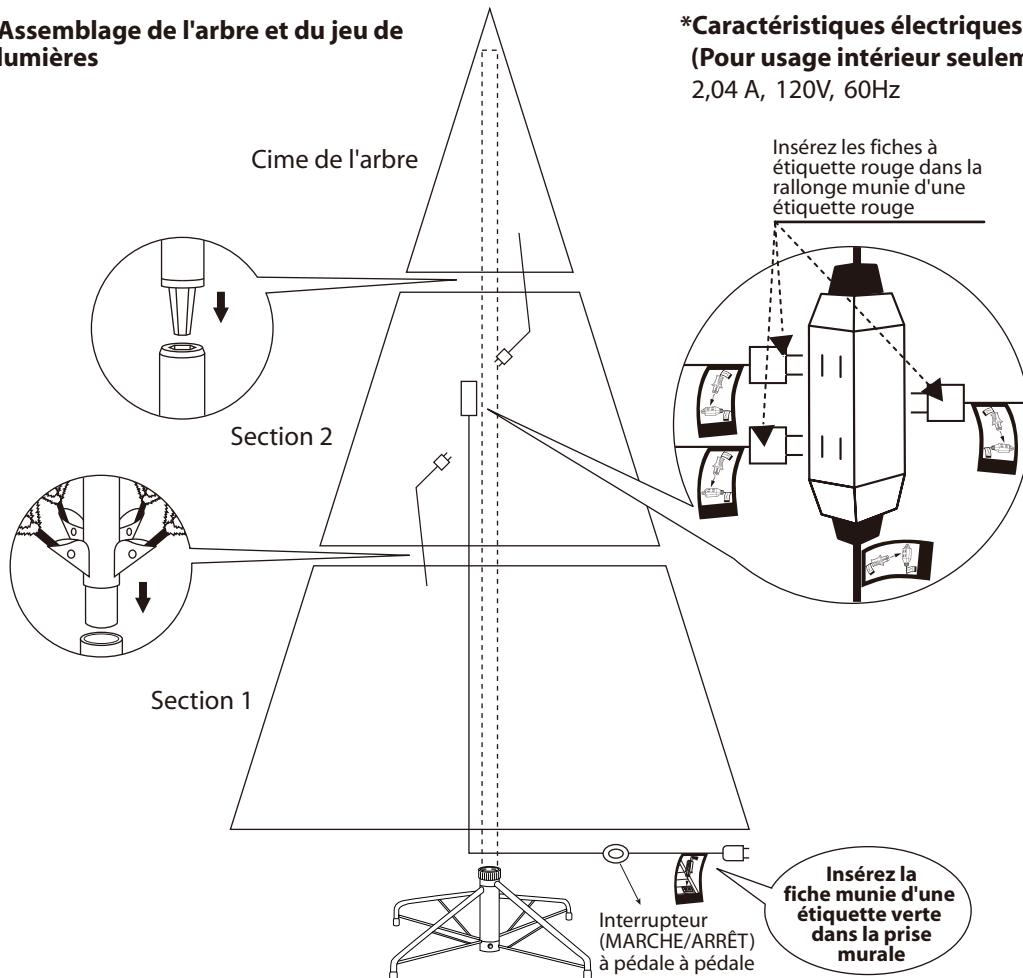 Assemblage de l'arbre et du jeu de
lumières
*Caractéristiques électriques
(Pour usage intérieur seulem
2,04 A, 120V, 60Hz
Cime de l'arbre
Insérez les fiches à
étiquette rouge dans la
rallonge munie d'une
étiquette rouge
Section 2
Section 1
Interrupteur
(MARCHE/ARRÊT)
à pédale à pédale
Insérez la
fiche munie d'une
étiquette verte
dans la prise
murale